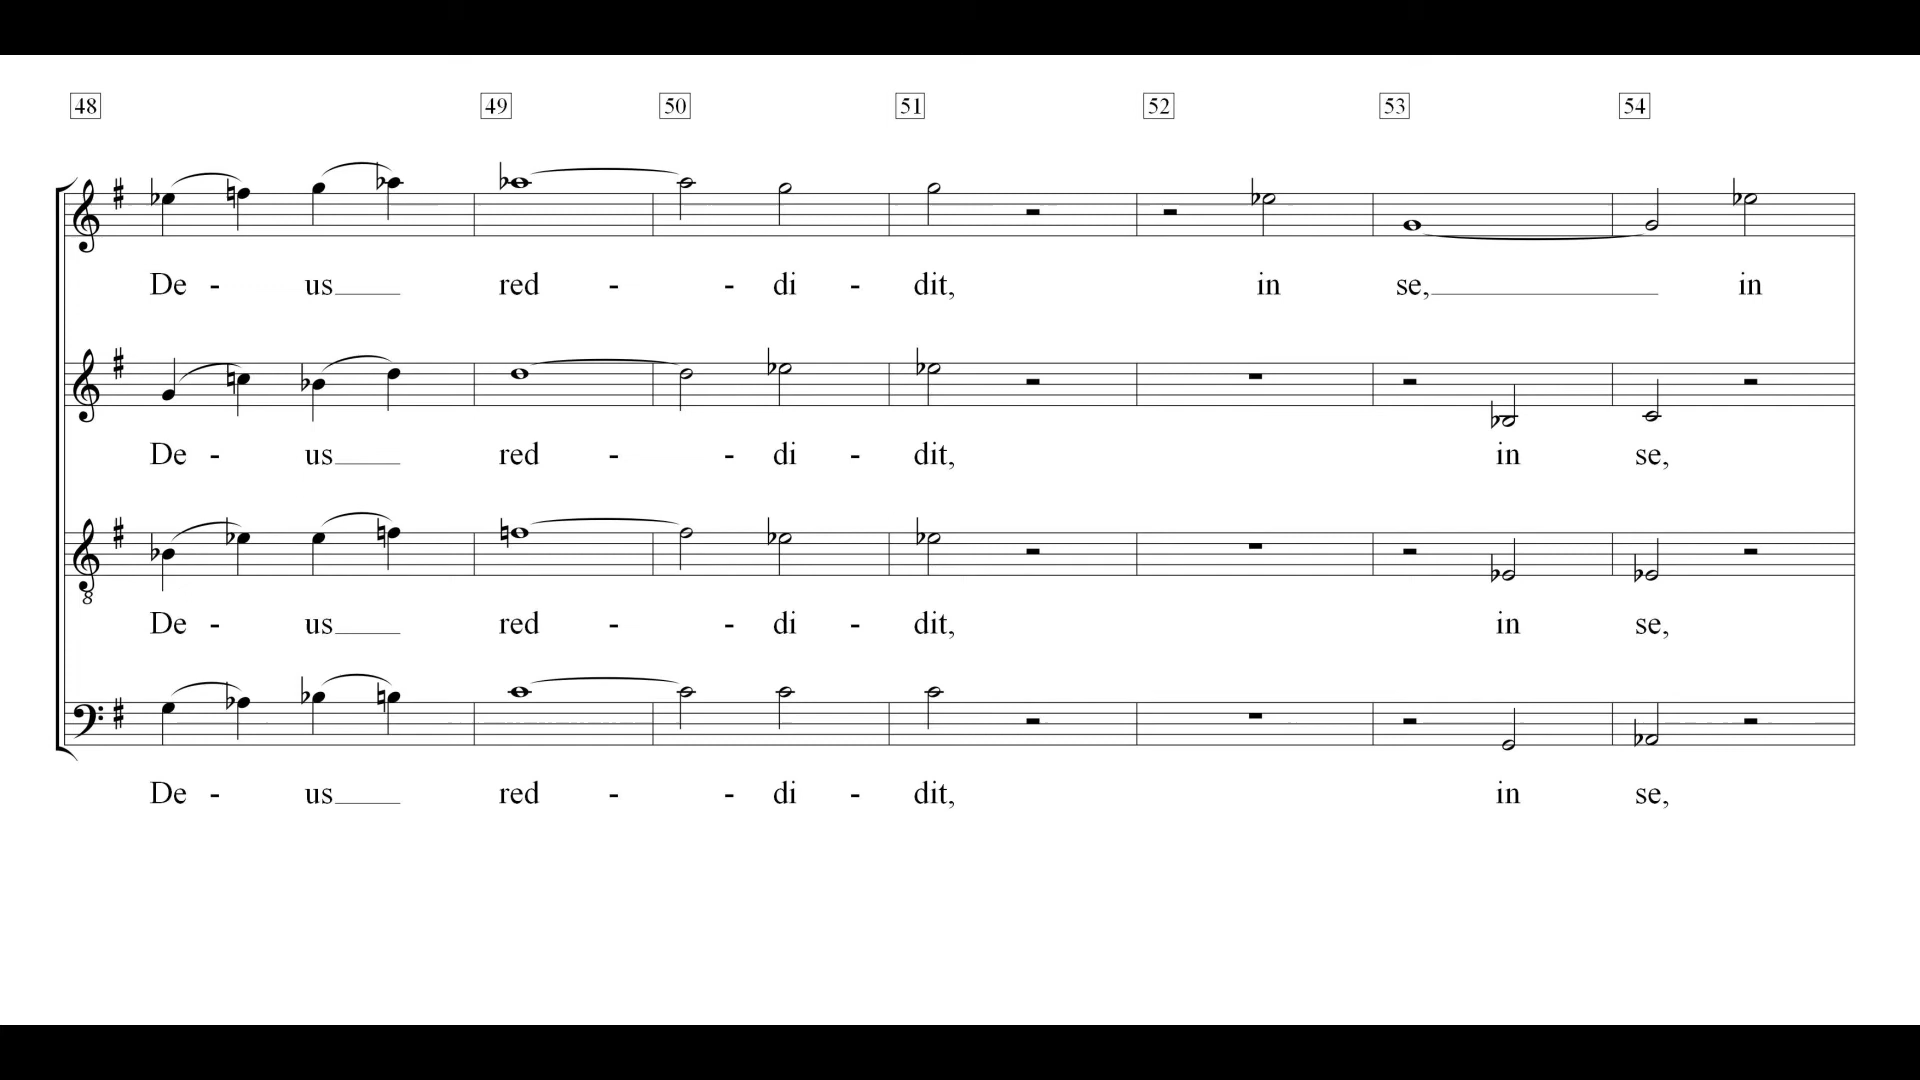 48 49 50 51 52 53 54
De - us red - - di - dit, in se, in
De - us red - - di - dit, in se,
8
De - us red - - di - dit, in se,
De - us red - - di - dit, in se,